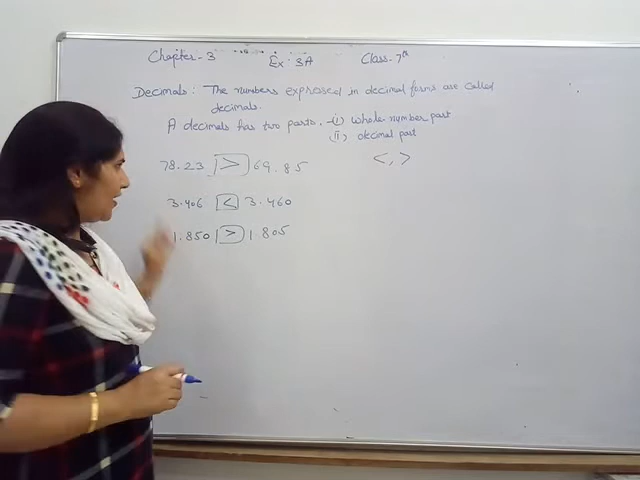 Chapter-3 Ex: 3A Class-7th
Decimals: The numbers expressed in decimal forms are called
decimals.
A decimals has two parts. -(i) whole number part
(ii) decimal part
78.23 > 69.85 <, >
3.406 < 3.460
1.850 > 1.805